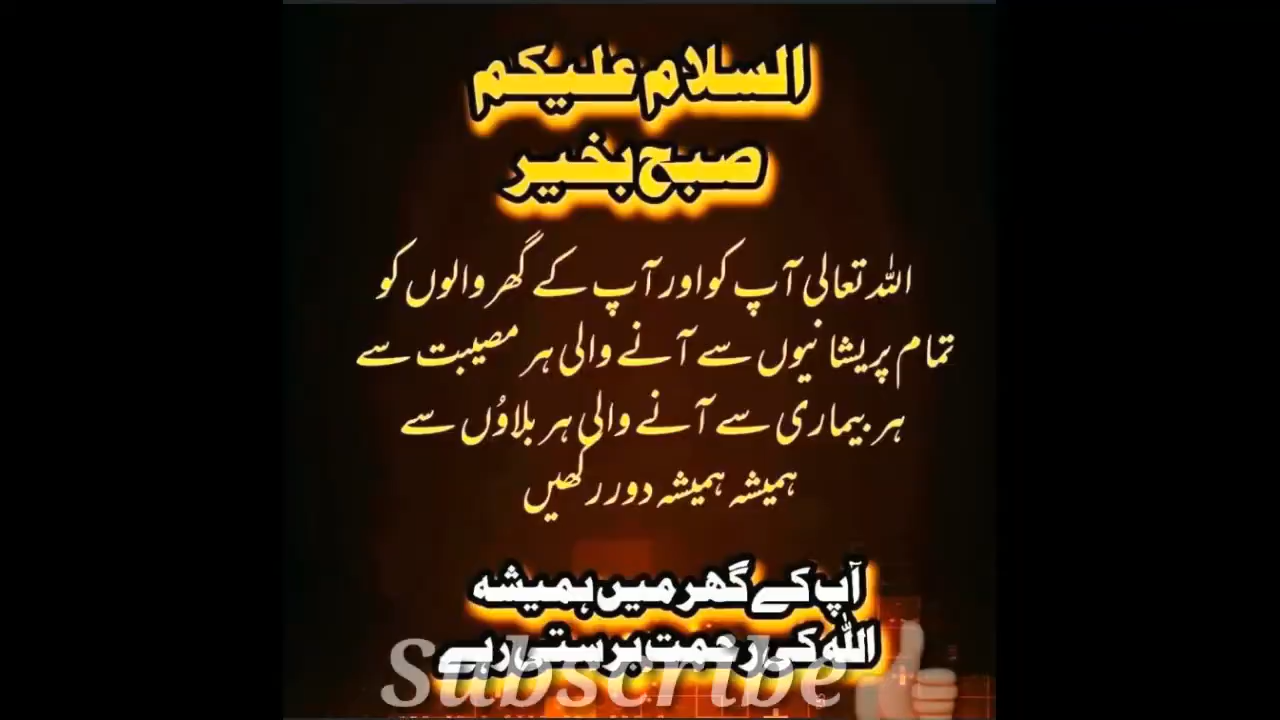 السلام علیکم
صبح بخیر
اللہ تعالی آپ کو اور آپ کے گھر والوں کو
تمام پریشانیوں سے آنے والی ہر مصیبت سے
ہر بیماری سے آنے والی ہر بلاوُں سے
ہمیشہ ہمیشہ دور رکھیں
آپ کے گھر میں ہمیشہ
اللہ کی رحمت برستی رہے
Subscribe